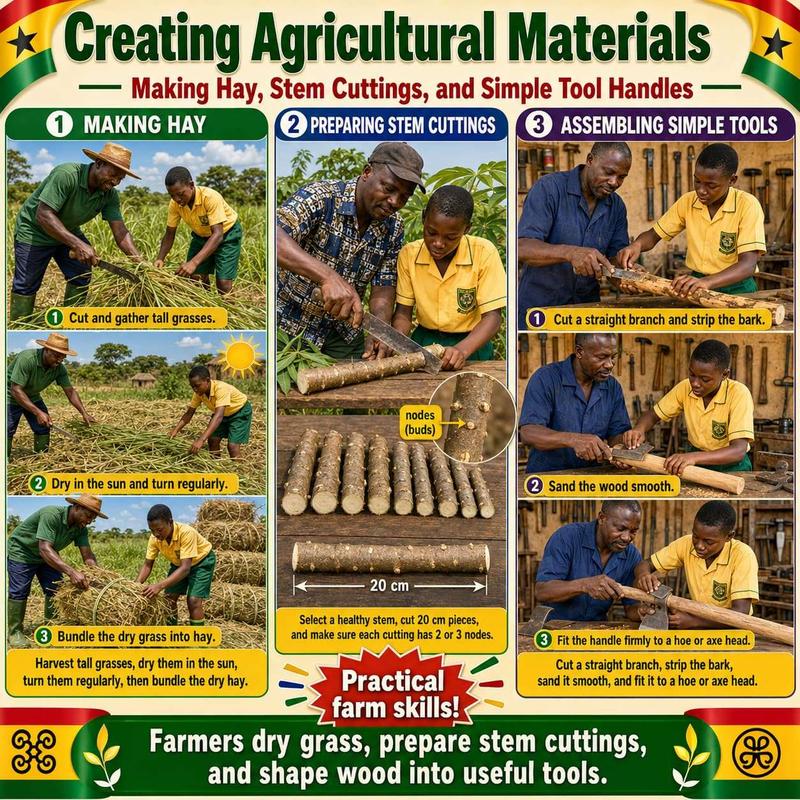 Creating Agricultural Materials
Making Hay, Stem Cuttings, and Simple Tool Handles
1 MAKING HAY
1 Cut and gather tall grasses.
2 Dry in the sun and turn regularly.
3 Bundle the dry grass into hay.
Harvest tall grasses, dry them in the sun,
turn them regularly, then bundle the dry hay.
2 PREPARING STEM CUTTINGS
nodes
(buds)
20 cm
Select a healthy stem, cut 20 cm pieces,
and make sure each cutting has 2 or 3 nodes.
3 ASSEMBLING SIMPLE TOOLS
1 Cut a straight branch and strip the bark.
2 Sand the wood smooth.
3 Fit the handle firmly to a hoe or axe head.
Cut a straight branch, strip the bark,
sand it smooth, and fit it to a hoe or axe head.
Practical
farm skills!
Farmers dry grass, prepare stem cuttings,
and shape wood into useful tools.